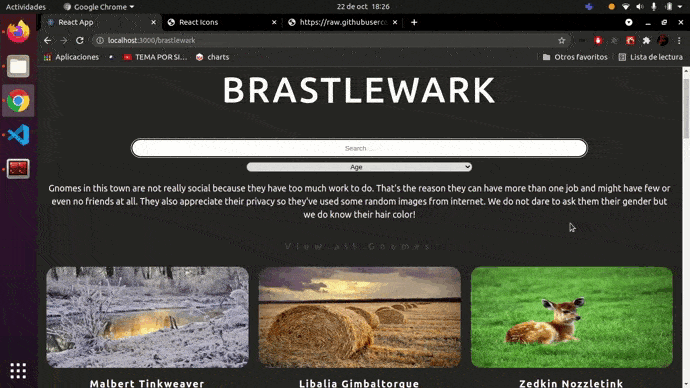 Actividades Google Chrome 22 de oct 18:26
React App React Icons https://raw.githubuserc
localhost:3000/brastlewark
Aplicaciones TEMA POR SI... charts Otros favoritos Lista de lectura
BRASTLEWARK
Search ...
Age
Gnomes in this town are not really social because they have too much work to do. That's the reason they can have more than one job and might have few or
even no friends at all. They also appreciate their privacy so they've used some random images from internet. We do not dare to ask them their gender but
we do know their hair color!
View all Gnomes
Malbert Tinkweaver Libalia Gimbaltorque Zedkin Nozzletink